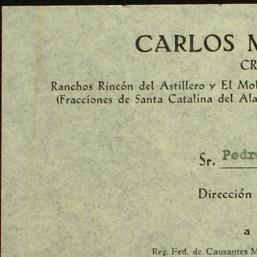 CARLOS M
CR
Ranchos Rincón del Astillero y El Mol
(Fracciones de Santa Catalina del Ala
Sr. Pedro
Dirección
a
Reg. Fed. de Causantes M